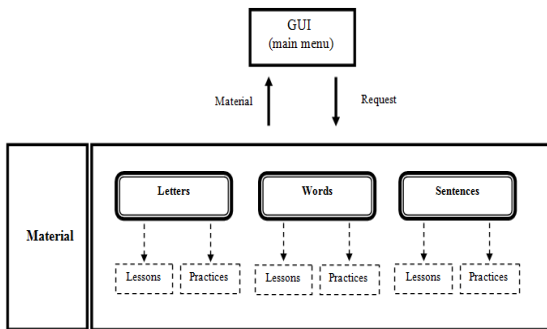 GUI
(main menu)
Material
Request
Letters
Words
Sentences
Material
Lessons
Practices
Lessons
Practices
Lessons
Practices